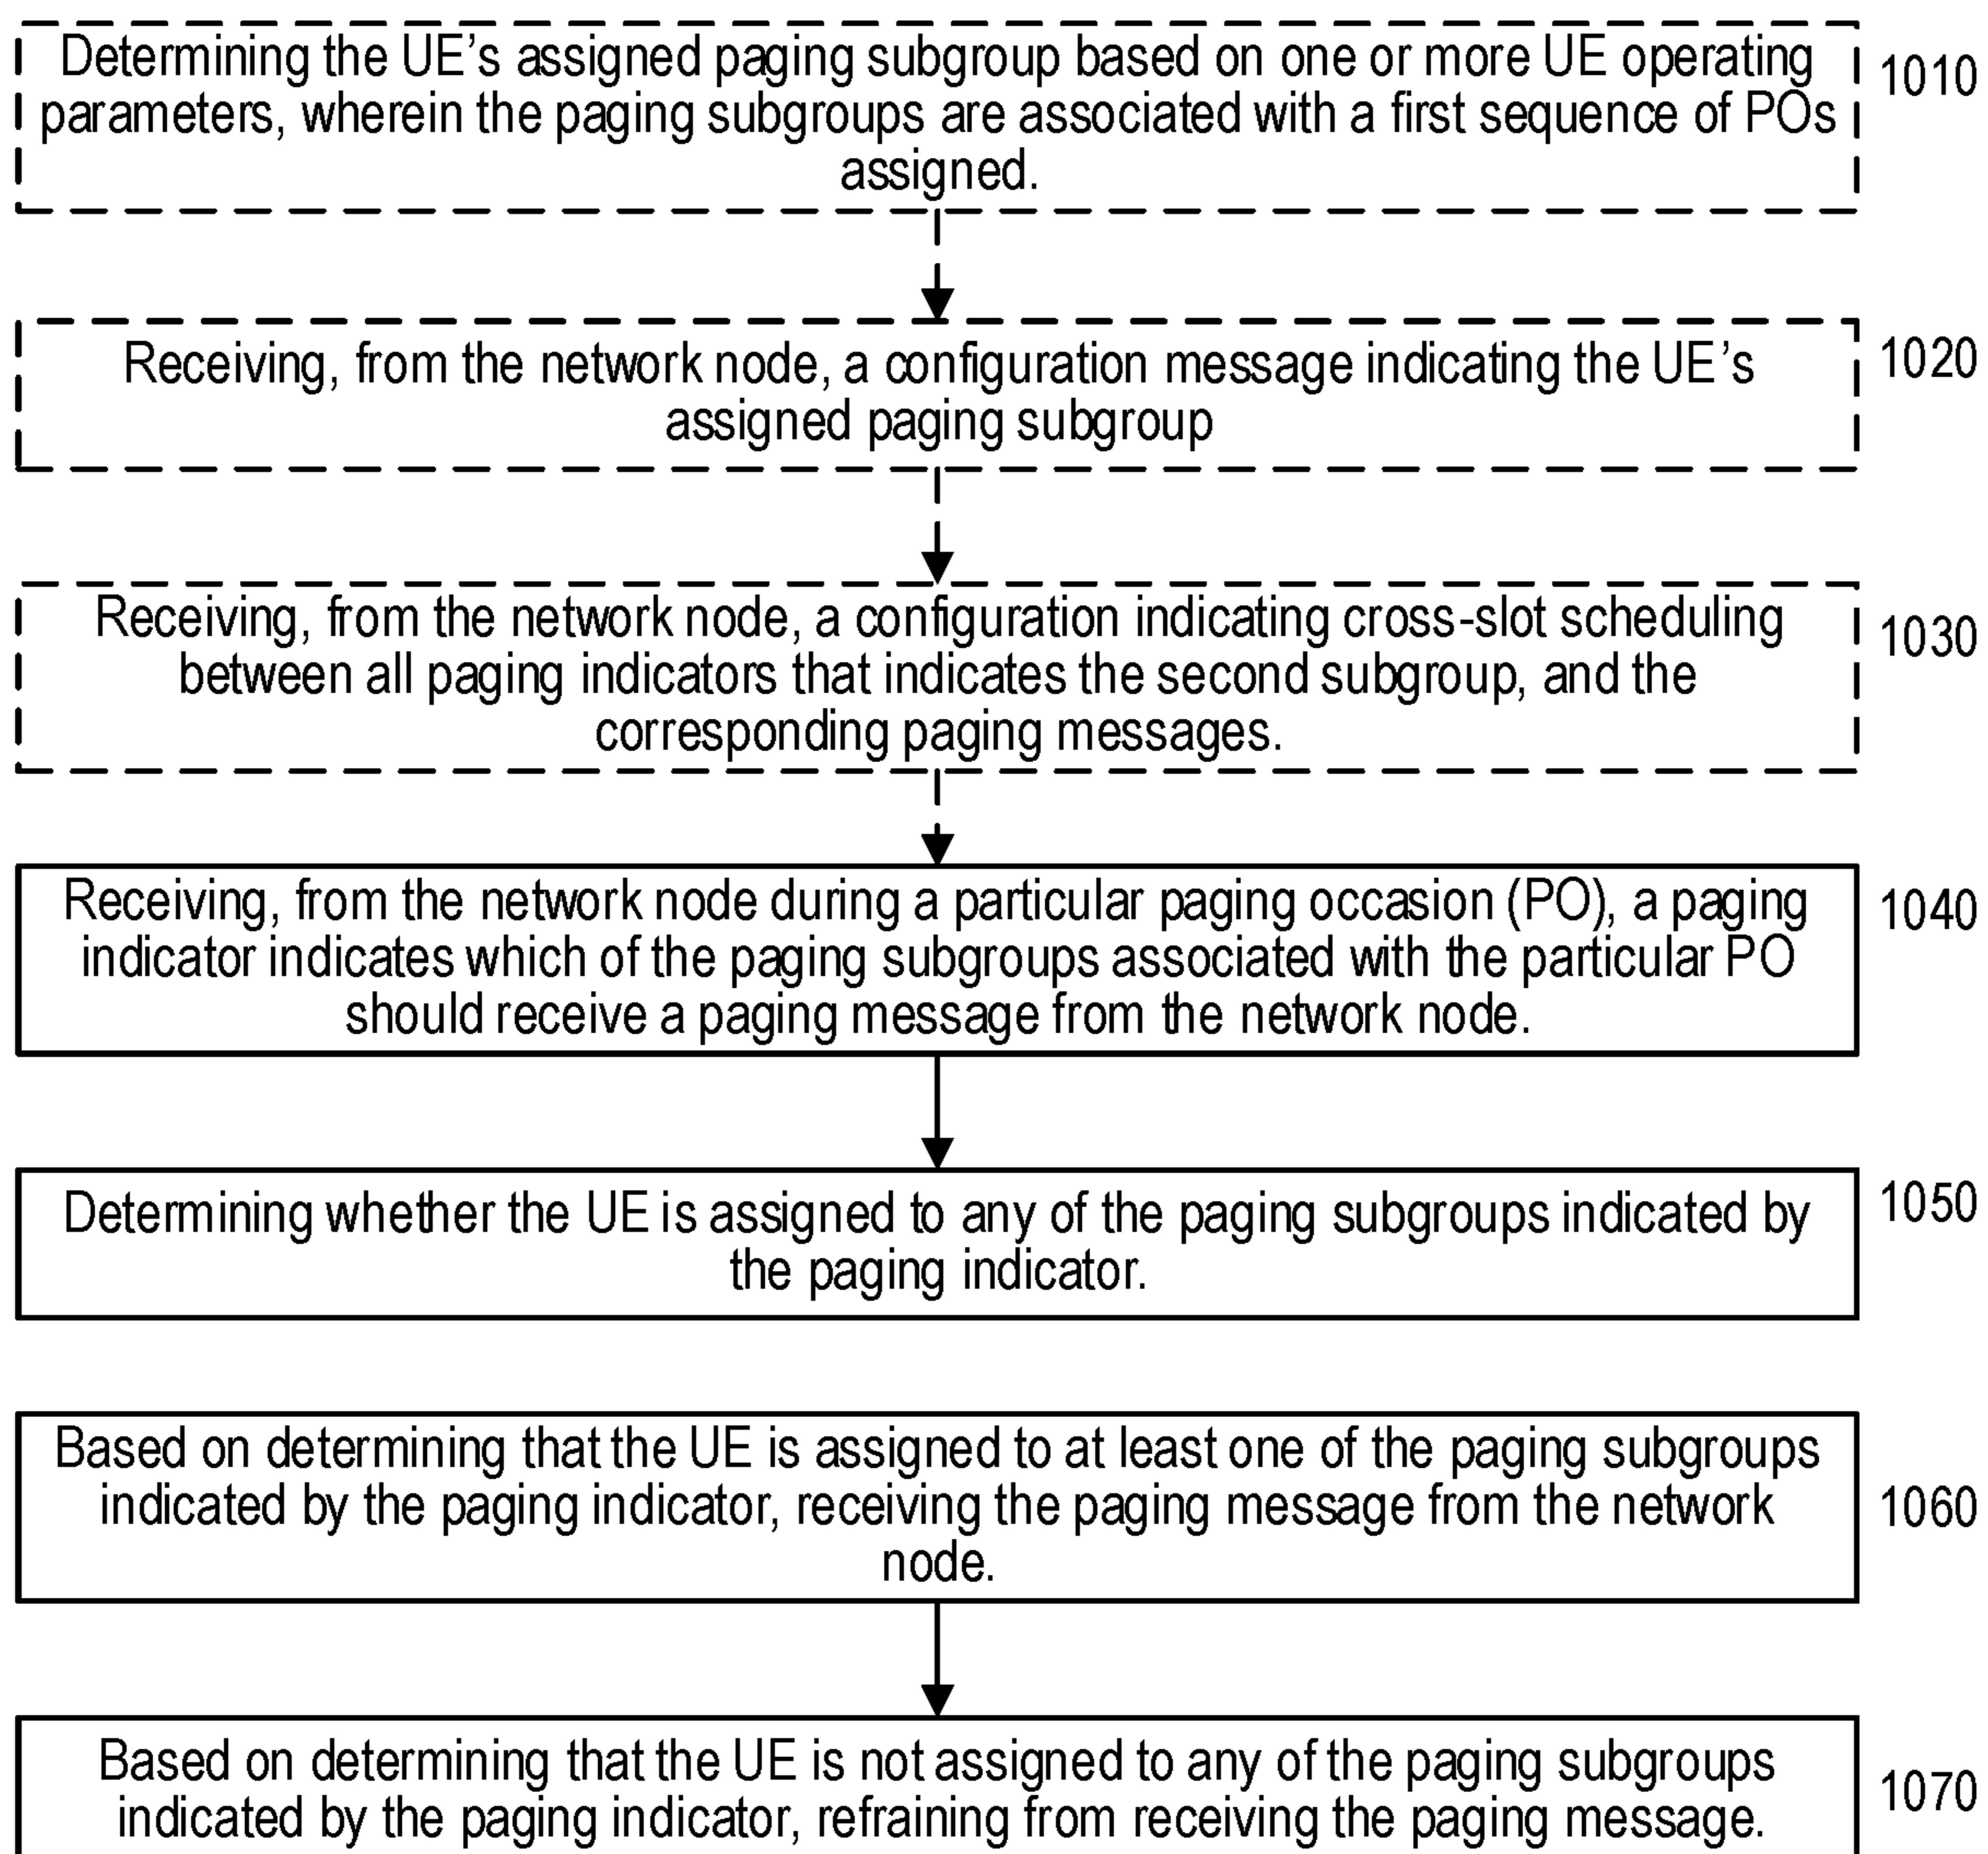 Determining the UE's assigned paging subgroup based on one or more UE operating
parameters, wherein the paging subgroups are associated with a first sequence of POs
assigned.
1010
Receiving, from the network node, a configuration message indicating the UE's
assigned paging subgroup
1020
Receiving, from the network node, a configuration indicating cross-slot scheduling
between all paging indicators that indicates the second subgroup, and the
corresponding paging messages.
1030
Receiving, from the network node during a particular paging occasion (PO), a paging
indicator indicates which of the paging subgroups associated with the particular PO
should receive a paging message from the network node.
1040
Determining whether the UE is assigned to any of the paging subgroups indicated by
the paging indicator.
1050
Based on determining that the UE is assigned to at least one of the paging subgroups
indicated by the paging indicator, receiving the paging message from the network
node.
1060
Based on determining that the UE is not assigned to any of the paging subgroups
indicated by the paging indicator, refraining from receiving the paging message.
1070